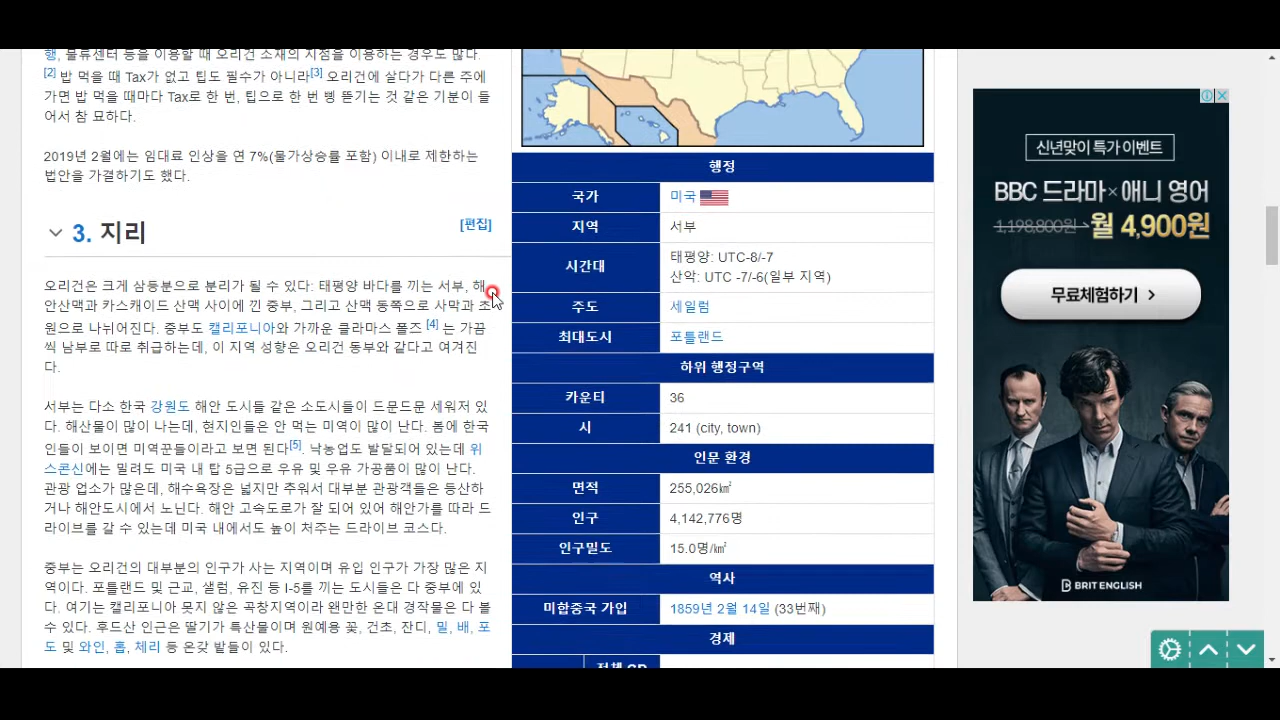 행, 물류센터 등을 이용할 때 오리건 소재의 지점을 이용하는 경우도 많다.
[2] 밥 먹을 때 Tax가 없고 팁도 필수가 아니라[3] 오리건에 살다가 다른 주에
가면 밥 먹을 때마다 Tax로 한 번, 팁으로 한 번 삥 뜯기는 것 같은 기분이 들
어서 참 묘하다.
2019년 2월에는 임대료 인상을 연 7%(물가상승률 포함) 이내로 제한하는
법안을 가결하기도 했다.
3. 지리
[편집]
오리건은 크게 삼등분으로 분리가 될 수 있다: 태평양 바다를 끼는 서부, 해
안산맥과 카스캐이드 산맥 사이에 낀 중부, 그리고 산맥 동쪽으로 사막과 초
원으로 나뉘어진다. 중부도 캘리포니아와 가까운 클라마스 폴즈 [4] 는 가끔
씩 남부로 따로 취급하는데, 이 지역 성향은 오리건 동부와 같다고 여겨진
다.
서부는 다소 한국 강원도 해안 도시들 같은 소도시들이 드문드문 세워져 있
다. 해산물이 많이 나는데, 현지인들은 안 먹는 미역이 많이 난다. 봄에 한국
인들이 보이면 미역꾼들이라고 보면 된다[5]. 낙농업도 발달되어 있는데 위
스콘신에는 밀려도 미국 내 탑 5급으로 우유 및 우유 가공품이 많이 난다.
관광 업소가 많은데, 해수욕장은 넓지만 추워서 대부분 관광객들은 등산하
거나 해안도시에서 노닌다. 해안 고속도로가 잘 되어 있어 해안가를 따라 드
라이브를 갈 수 있는데 미국 내에서도 높이 쳐주는 드라이브 코스다.
중부는 오리건의 대부분의 인구가 사는 지역이며 유입 인구가 가장 많은 지
역이다. 포틀랜드 및 근교, 샐럼, 유진 등 I-5를 끼는 도시들은 다 중부에 있
다. 여기는 캘리포니아 못지 않은 곡창지역이라 왠만한 온대 경작물은 다 볼
수 있다. 후드산 인근은 딸기가 특산물이며 원예용 꽃, 건초, 잔디, 밀, 배, 포
도 및 와인, 홉, 체리 등 온갖 밭들이 있다.
행정
국가 미국
지역 서부
시간대 태평양: UTC-8/-7
산악: UTC -7/-6(일부 지역)
주도 세일럼
최대도시 포틀랜드
하위 행정구역
카운티 36
시 241 (city, town)
인문 환경
면적 255,026㎢
인구 4,142,776명
인구밀도 15.0명/㎢
역사
미합중국 가입 1859년 2월 14일 (33번째)
경제
신년맞이 특가 이벤트
BBC 드라마×애니 영어
1,198,800원 월 4,900원
무료체험하기 >
BRIT ENGLISH